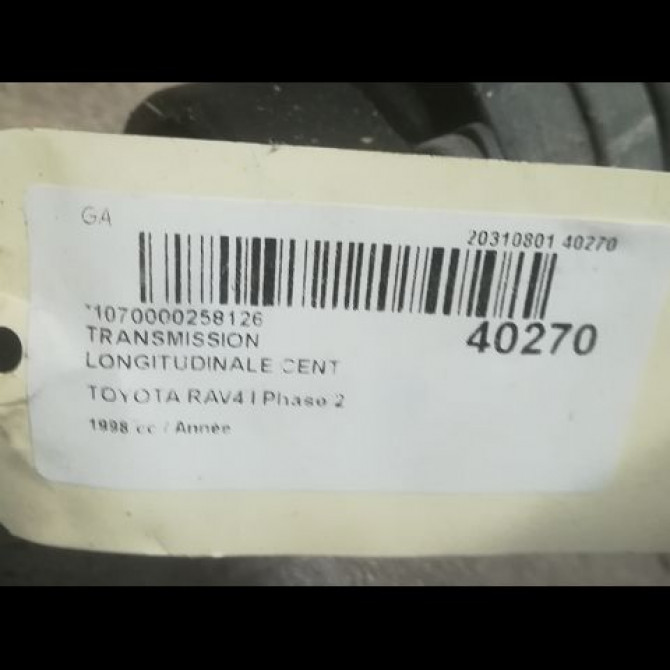 GA
20310801 40270
*1070000258126
40270
TRANSMISSION
LONGITUDINALE CENT
TOYOTA RAV4 I Phase 2
1998 cc / Année